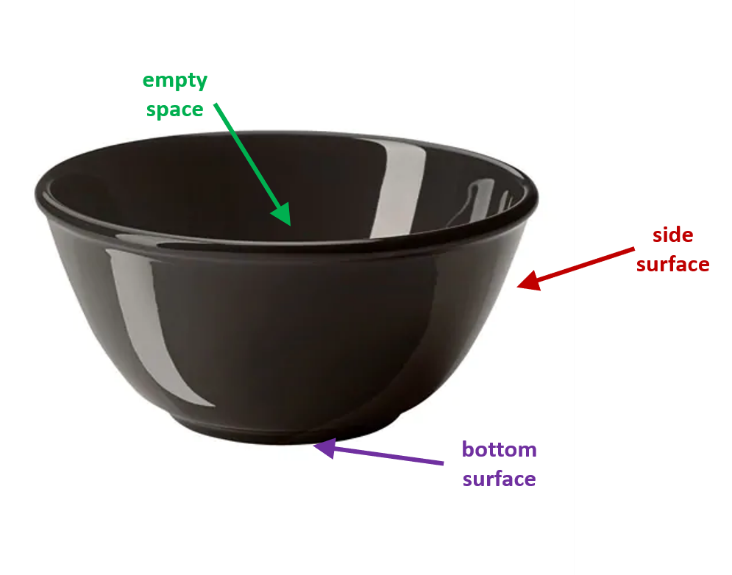 empty
space
side
surface
bottom
surface